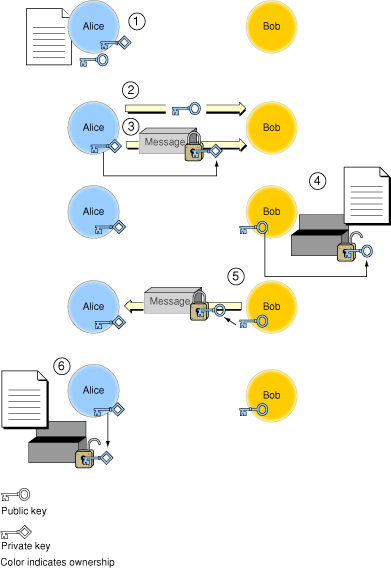 Alice
1
Bob
2
Alice
3
Message
Bob
4
Alice
Bob
5
Alice
Message
Bob
6
Alice
Bob
Public key
Private key
Color indicates ownership